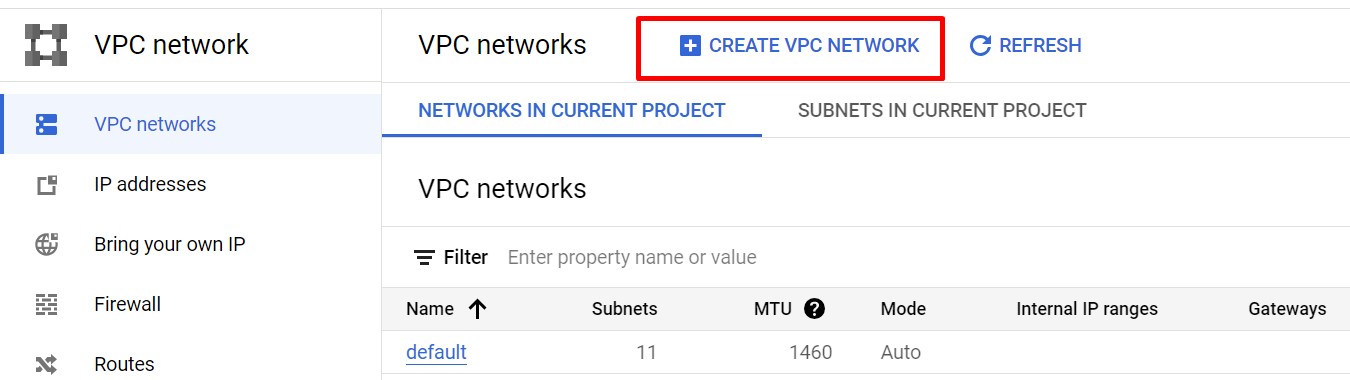 VPC network
VPC networks
IP addresses
Bring your own IP
Firewall
Routes
VPC networks
CREATE VPC NETWORK
REFRESH
NETWORKS IN CURRENT PROJECT
SUBNETS IN CURRENT PROJECT
VPC networks
Filter Enter property name or value
Name Subnets MTU Mode Internal IP ranges Gateways
default 11 1460 Auto